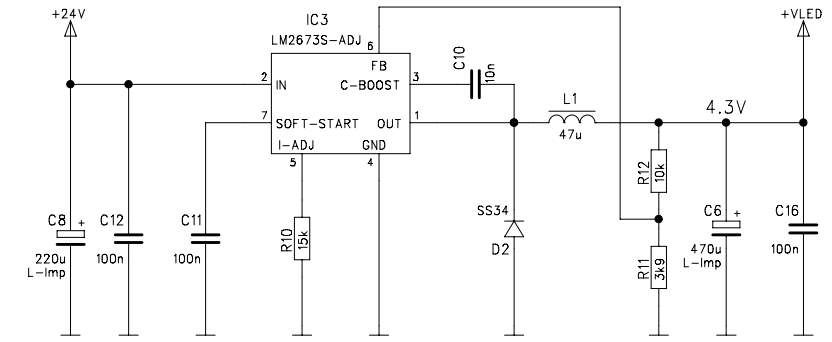 +24V
IC3
LM2673S-ADJ
6
FB
+VLED
2
IN
C-BOOST
3
C10
10n
7
SOFT-START
OUT
1
L1
47u
4.3V
I-ADJ
GND
5
4
R12
10k
C8
+
220u
L-Imp
C12
100n
C11
100n
R10
15k
SS34
D2
R11
3k9
C6
+
470u
L-Imp
C16
100n